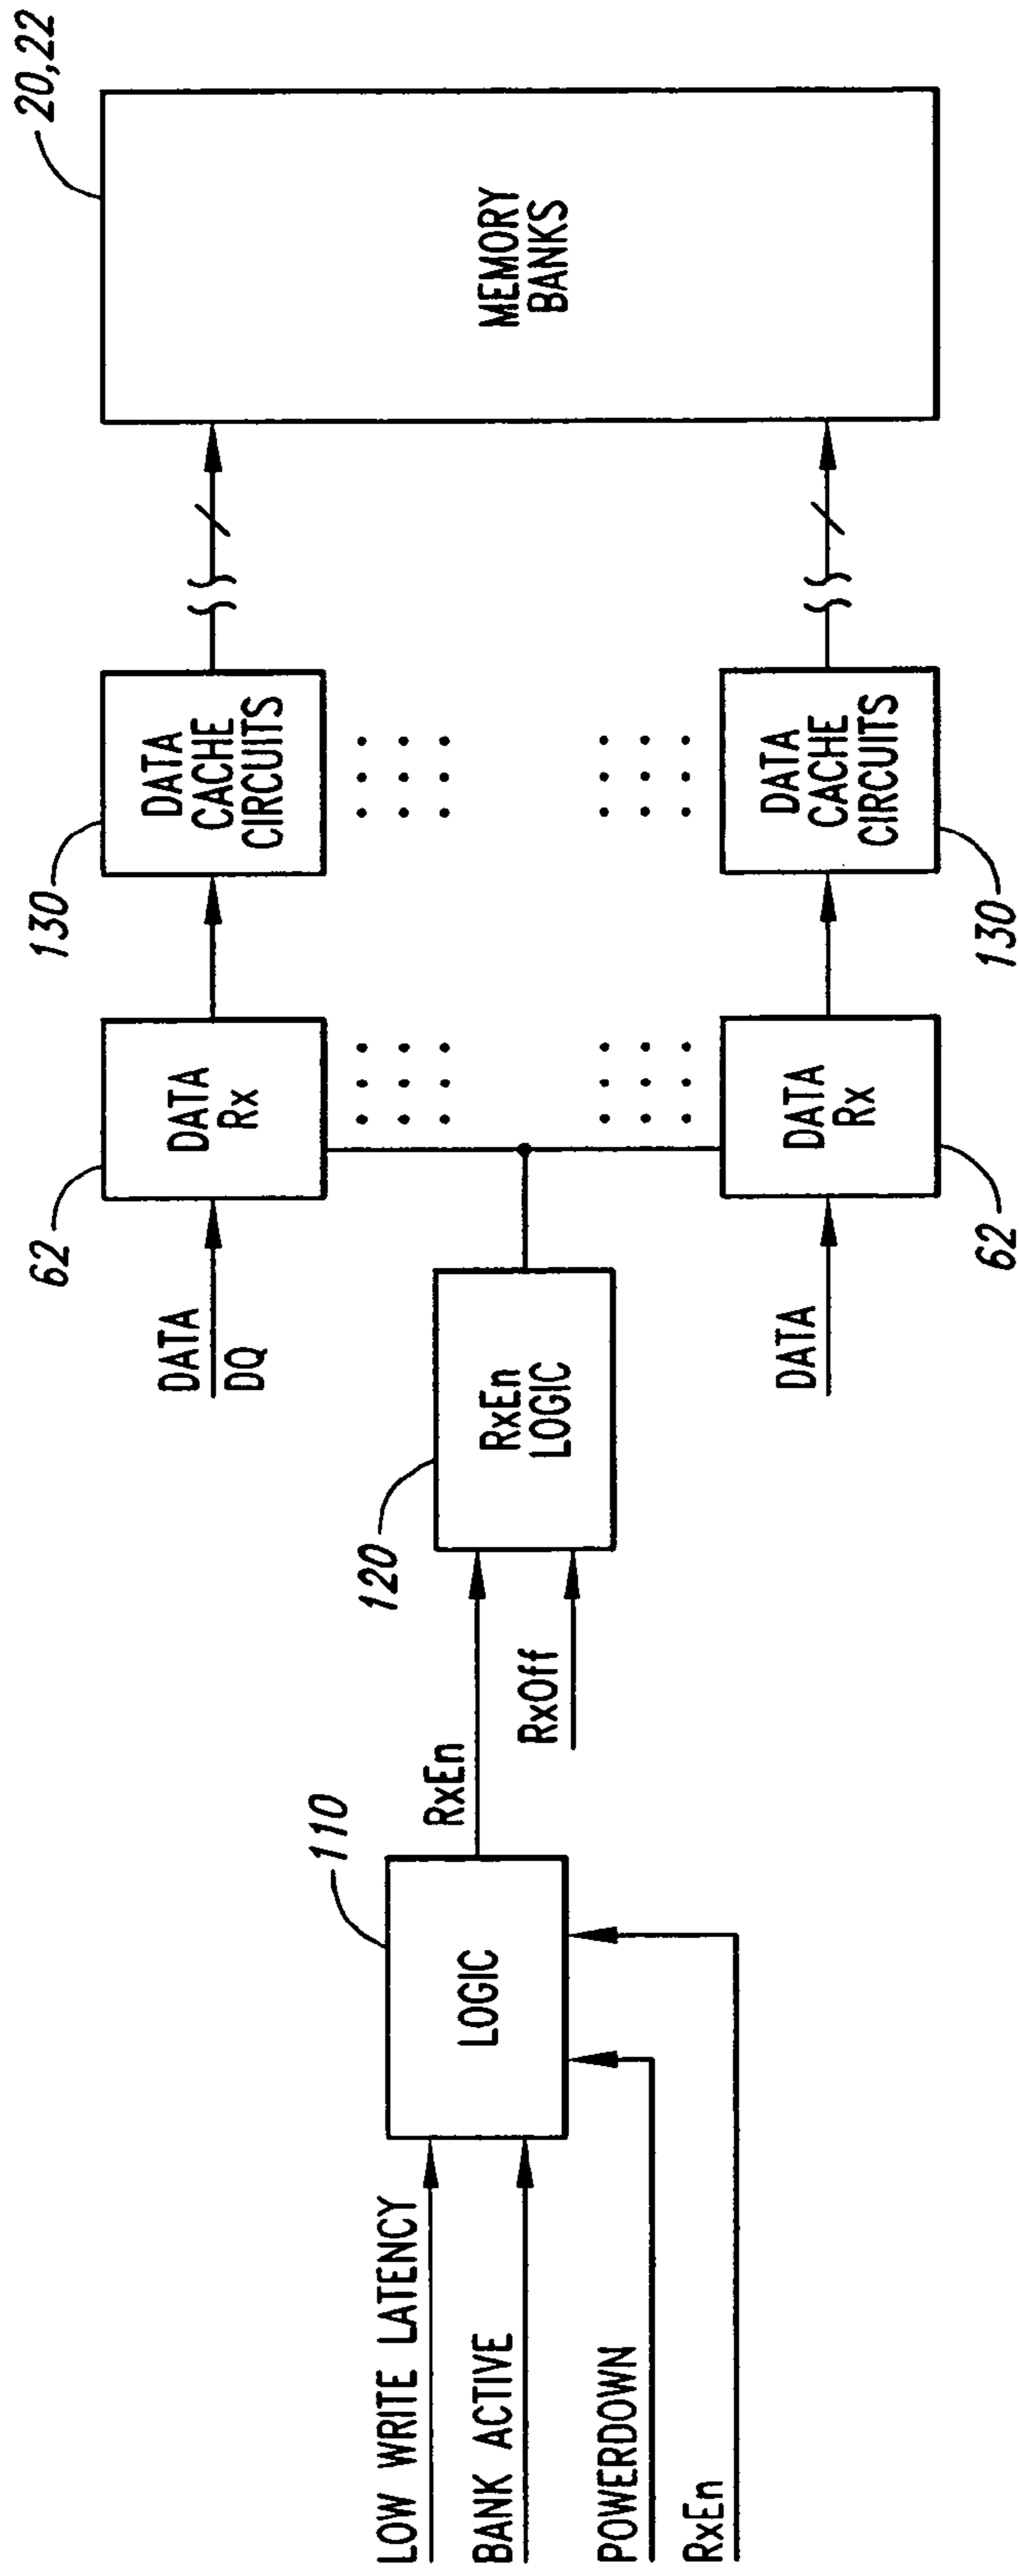 20,22
MEMORY
BANKS
130
DATA
CACHE
CIRCUITS
DATA
CACHE
CIRCUITS
130
62
DATA
Rx
DATA
Rx
62
DATA
DQ
DATA
120
RxEn
LOGIC
RxEn
RxOff
110
LOGIC
LOW WRITE LATENCY
BANK ACTIVE
POWERDOWN
RxEn